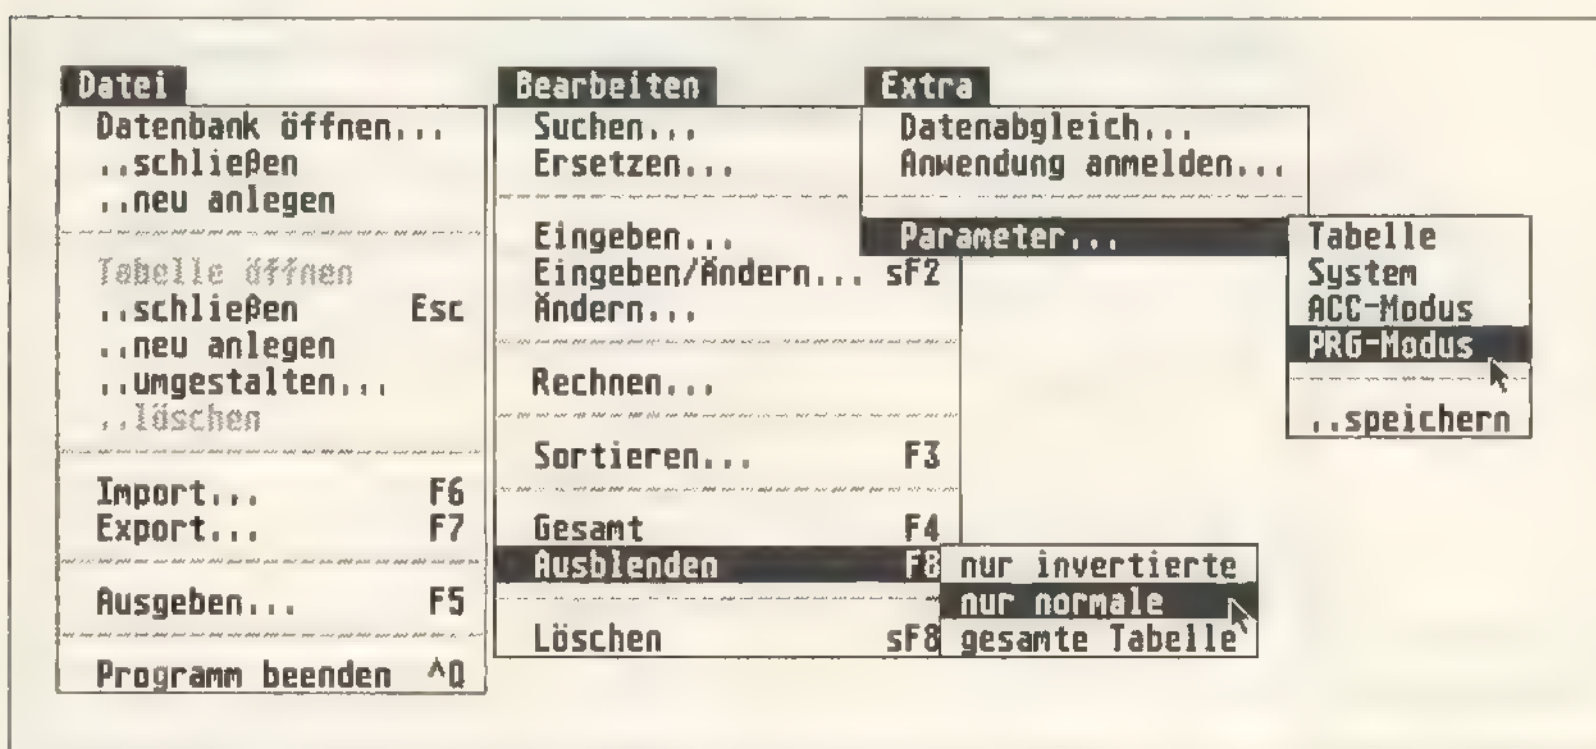 Datei
Datenbank öffnen...
..schließen
..neu anlegen
Tabelle öffnen
..schließen Esc
..neu anlegen
..umgestalten...
..löschen
Import... F6
Export... F7
Ausgeben... F5
Programm beenden ^Q
Bearbeiten
Suchen...
Ersetzen...
Eingeben...
Eingeben/Ändern... sF2
Ändern...
Rechnen...
Sortieren... F3
Gesamt F4
Ausblenden F8
Löschen sF8
nur invertierte
nur normale
gesamte Tabelle
Extra
Datenabgleich...
Anwendung anmelden...
Parameter...
Tabelle
System
ACC-Modus
PRG-Modus
..speichern